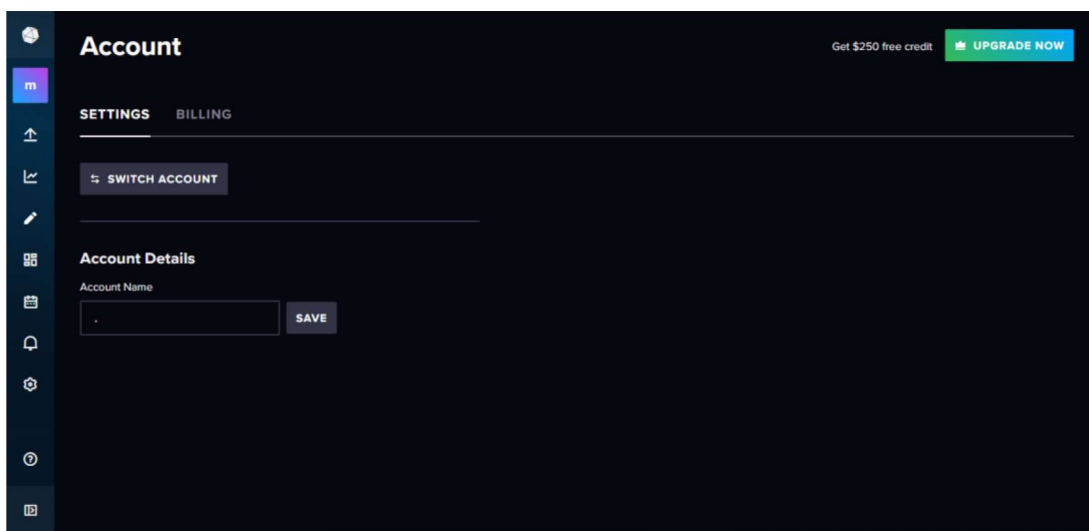 Account
Get $250 free credit
UPGRADE NOW
m
SETTINGS BILLING
SWITCH ACCOUNT
Account Details
Account Name
.
SAVE